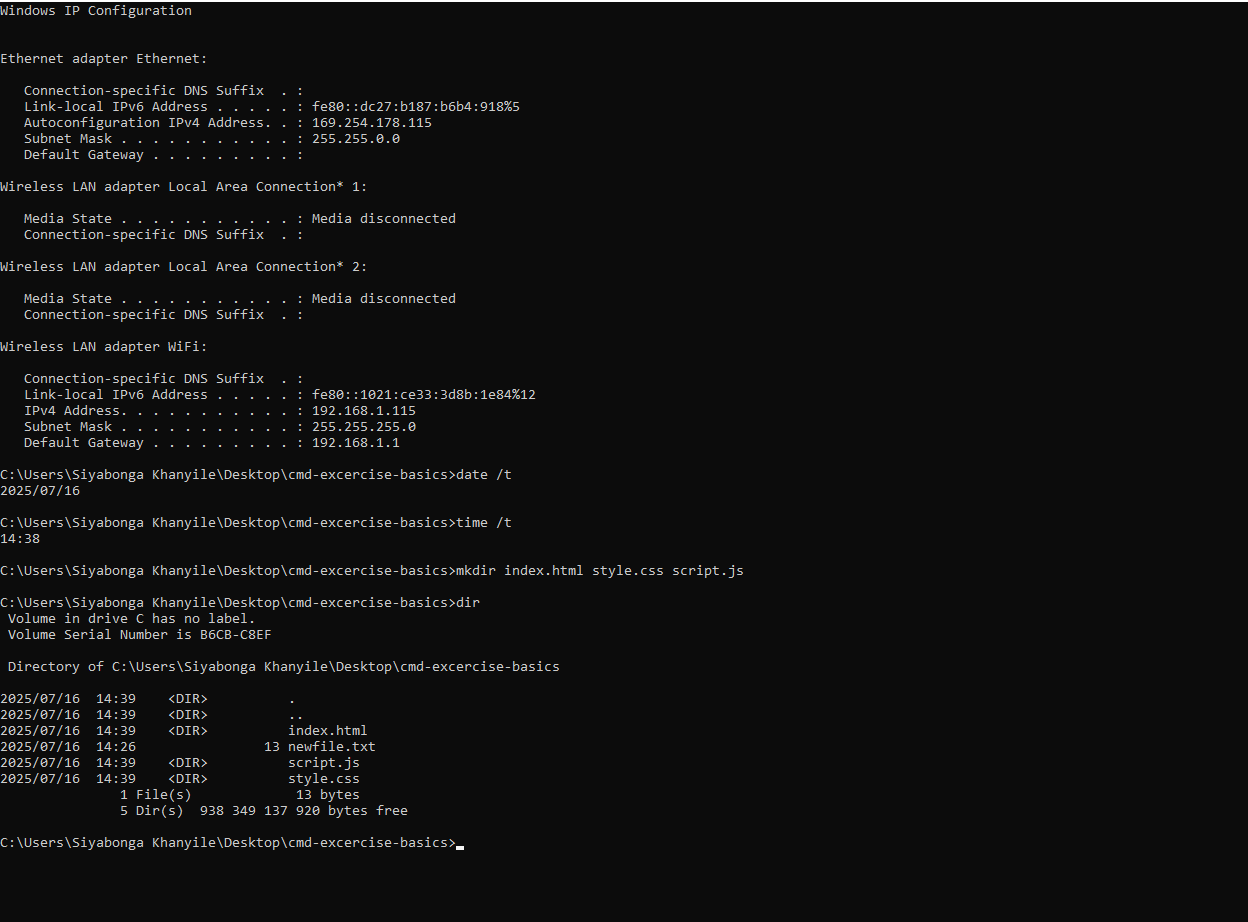 Windows IP Configuration
Ethernet adapter Ethernet:
   Connection-specific DNS Suffix  . :
   Link-local IPv6 Address . . . . . : fe80::dc27:b187:b6b4:918%5
   Autoconfiguration IPv4 Address. . : 169.254.178.115
   Subnet Mask . . . . . . . . . . . : 255.255.0.0
   Default Gateway . . . . . . . . . :
Wireless LAN adapter Local Area Connection* 1:
   Media State . . . . . . . . . . . : Media disconnected
   Connection-specific DNS Suffix  . :
Wireless LAN adapter Local Area Connection* 2:
   Media State . . . . . . . . . . . : Media disconnected
   Connection-specific DNS Suffix  . :
Wireless LAN adapter WiFi:
   Connection-specific DNS Suffix  . :
   Link-local IPv6 Address . . . . . : fe80::1021:ce33:3d8b:1e84%12
   IPv4 Address. . . . . . . . . . . : 192.168.1.115
   Subnet Mask . . . . . . . . . . . : 255.255.255.0
   Default Gateway . . . . . . . . . : 192.168.1.1
C:\Users\Siyabonga Khanyile\Desktop\cmd-excercise-basics>date /t
2025/07/16
C:\Users\Siyabonga Khanyile\Desktop\cmd-excercise-basics>time /t
14:38
C:\Users\Siyabonga Khanyile\Desktop\cmd-excercise-basics>mkdir index.html style.css script.js
C:\Users\Siyabonga Khanyile\Desktop\cmd-excercise-basics>dir
 Volume in drive C has no label.
 Volume Serial Number is B6CB-C8EF
 Directory of C:\Users\Siyabonga Khanyile\Desktop\cmd-excercise-basics
2025/07/16  14:39    <DIR>          .
2025/07/16  14:39    <DIR>          ..
2025/07/16  14:39    <DIR>          index.html
2025/07/16  14:26                13 newfile.txt
2025/07/16  14:39    <DIR>          script.js
2025/07/16  14:39    <DIR>          style.css
               1 File(s)             13 bytes
               5 Dir(s)  938 349 137 920 bytes free
C:\Users\Siyabonga Khanyile\Desktop\cmd-excercise-basics>